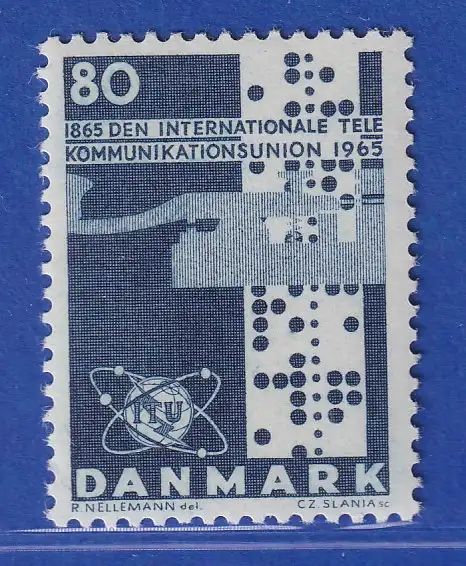 80
1865 DEN INTERNATIONALE TELE
KOMMUNIKATIONSUNION 1965
ITU
DANMARK
R. NELLEMANN del. CZ. SLANIA sc